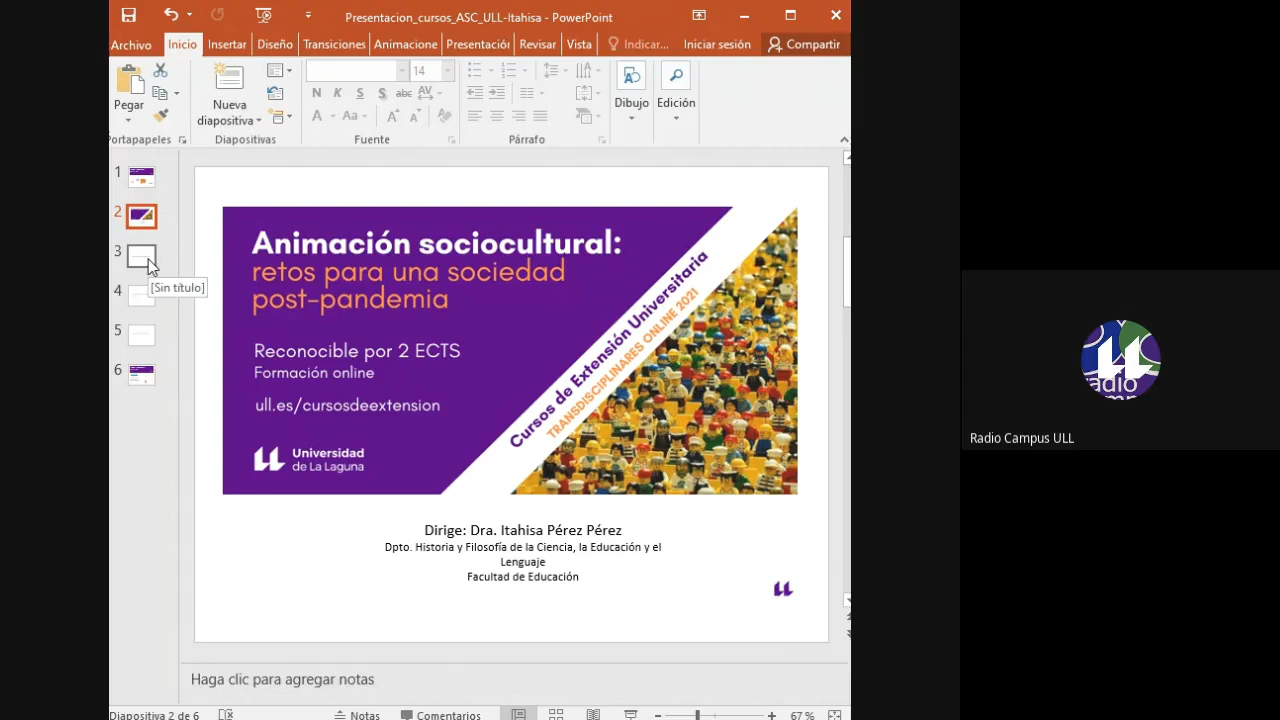 Presentacion_cursos_ASC_ULL-Itahisa - PowerPoint
Archivo Inicio Insertar Diseño Transiciones Animacione Presentación Revisar Vista Indicar... Iniciar sesión Compartir
14
N K S S abc AV
A Aa A A
Pegar
Nueva
diapositiva
Dibujo
Edición
Portapapeles Diapositivas Fuente Párrafo
1
2
3
[Sin título]
4
5
6
Animación sociocultural:
retos para una sociedad
post-pandemia
Reconocible por 2 ECTS
Formación online
ull.es/cursosdeextension
Universidad
de La Laguna
Cursos de Extensión Universitaria
TRANSDISCIPLINARES ONLINE 2021
Dirige: Dra. Itahisa Pérez Pérez
Dpto. Historia y Filosofía de la Ciencia, la Educación y el
Lenguaje
Facultad de Educación
Haga clic para agregar notas
Diapositiva 2 de 6 Notas Comentarios 67 %
Radio Campus ULL